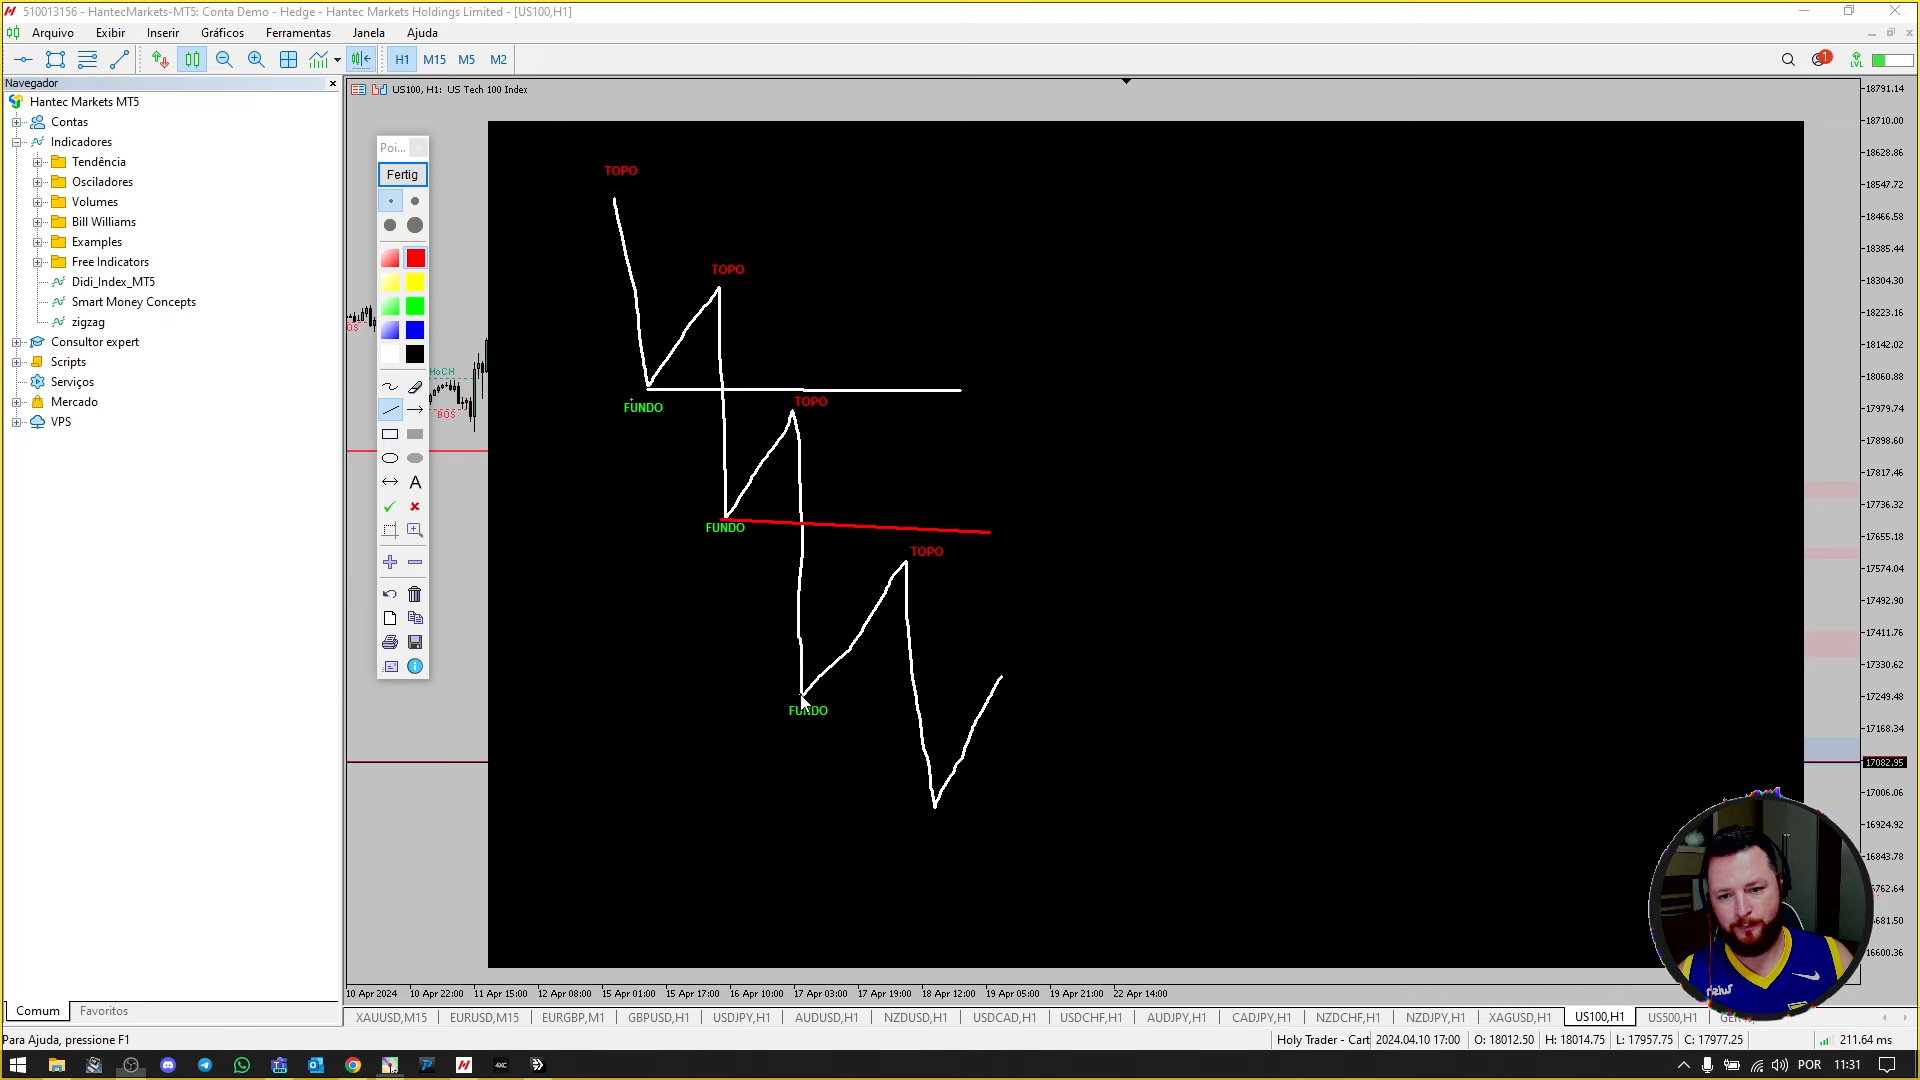 510013156 - HantecMarkets-MT5: Conta Demo - Hedge - Hantec Markets Holdings Limited - [US100,H1]
Arquivo Exibir Inserir Gráficos Ferramentas Janela Ajuda
H1 M15 M5 M2
1
LVL
Navegador
Hantec Markets MT5
Contas
Indicadores
Tendência
Osciladores
Volumes
Bill Williams
Examples
Free Indicators
Didi_Index_MT5
Smart Money Concepts
zigzag
Consultor expert
Scripts
Serviços
Mercado
VPS
Comum Favoritos
US100, H1: US Tech 100 Index
Poi...
Fertig
A
HoCH
BOS
OS
TOPO
TOPO
FUNDO
TOPO
FUNDO
TOPO
FUNDO
18791.14
18710.00
18628.86
18547.72
18466.58
18385.44
18304.30
18223.16
18142.02
18060.88
17979.74
17898.60
17817.46
17736.32
17655.18
17574.04
17492.90
17411.76
17330.62
17249.48
17168.34
17082.95
17006.06
16924.92
16843.78
6762.64
681.50
16600.36
10 Apr 2024 10 Apr 22:00 11 Apr 15:00 12 Apr 08:00 15 Apr 01:00 15 Apr 17:00 16 Apr 10:00 17 Apr 03:00 17 Apr 19:00 18 Apr 12:00 19 Apr 05:00 19 Apr 21:00 22 Apr 14:00
XAUUSD,M15 EURUSD,M15 EURGBP,M1 GBPUSD,H1 USDJPY,H1 AUDUSD,H1 NZDUSD,H1 USDCAD,H1 USDCHF,H1 AUDJPY,H1 CADJPY,H1 NZDCHF,H1 NZDJPY,H1 XAGUSD,H1 US100,H1 US500,H1
Para Ajuda, pressione F1
Holy Trader - Cart 2024.04.10 17:00 O: 18012.50 H: 18014.75 L: 17957.75 C: 17977.25 211.64 ms
POR 11:31